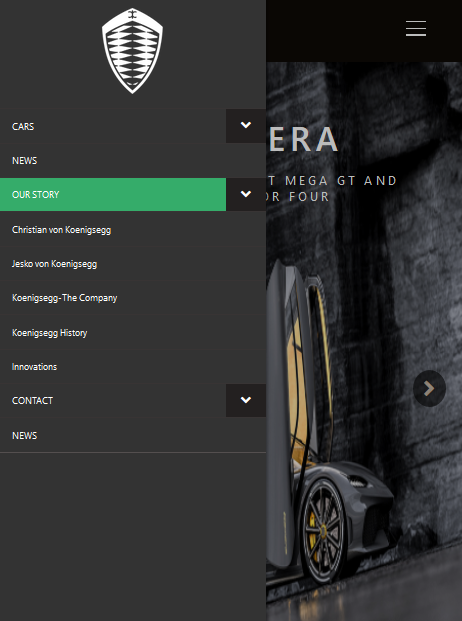 CARS
NEWS
OUR STORY
Christian von Koenigsegg
Jesko von Koenigsegg
Koenigsegg-The Company
Koenigsegg History
Innovations
CONTACT
NEWS
ERA
T MEGA GT AND
OR FOUR